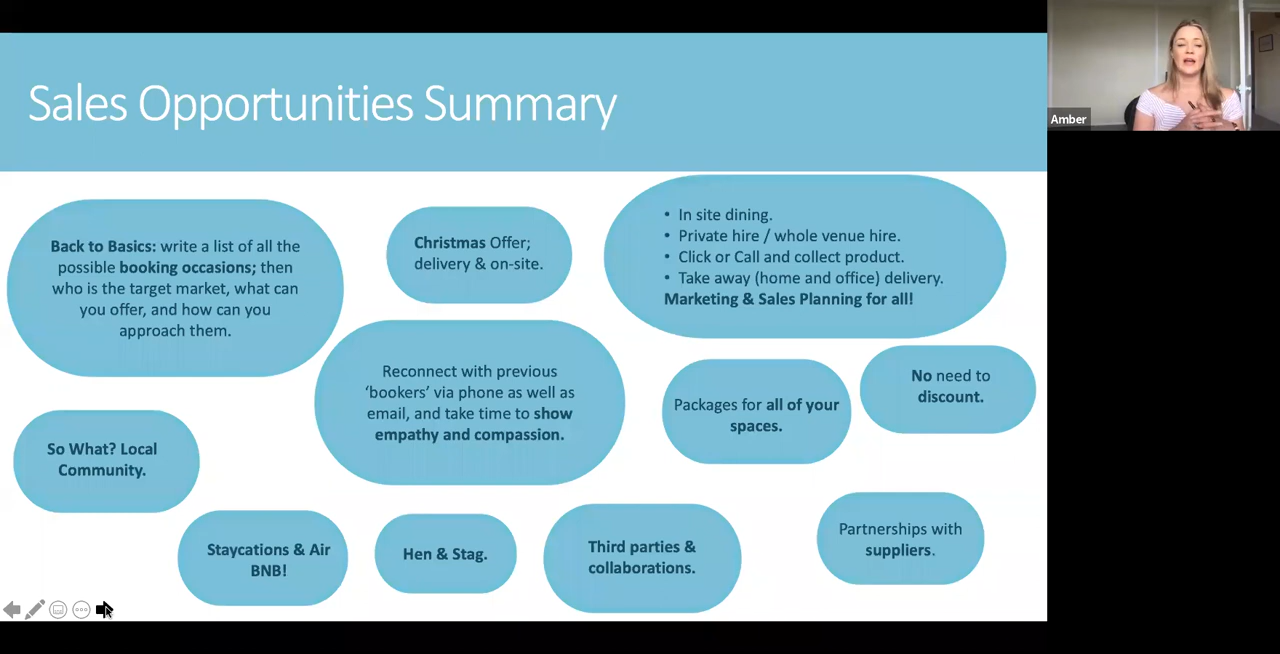 Sales Opportunities Summary
Amber
Back to Basics: write a list of all the
possible booking occasions; then
who is the target market, what can
you offer, and how can you
approach them.
Christmas Offer;
delivery & on-site.
• In site dining.
• Private hire / whole venue hire.
• Click or Call and collect product.
• Take away (home and office) delivery.
Marketing & Sales Planning for all!
Reconnect with previous
‘bookers’ via phone as well as
email, and take time to show
empathy and compassion.
Packages for all of your
spaces.
No need to
discount.
So What? Local
Community.
Staycations & Air
BNB!
Hen & Stag.
Third parties &
collaborations.
Partnerships with
suppliers.